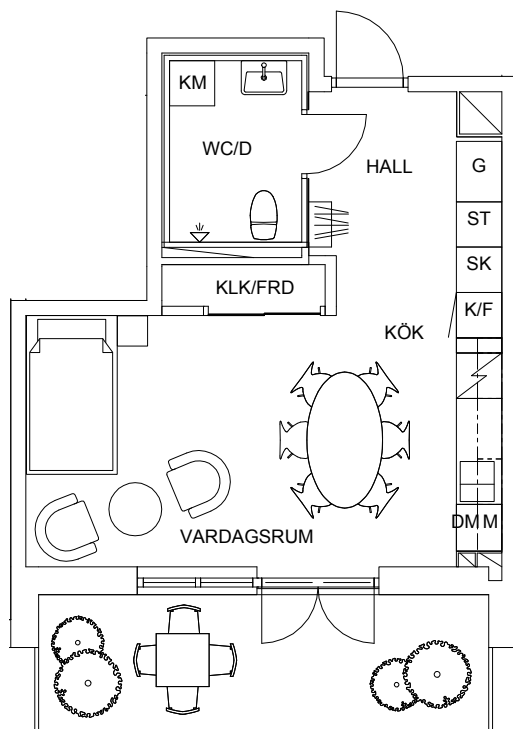 KM
WC/D
HALL
G
ST
SK
KLK/FRD
K/F
KÖK
DM M
VARDAGSRUM